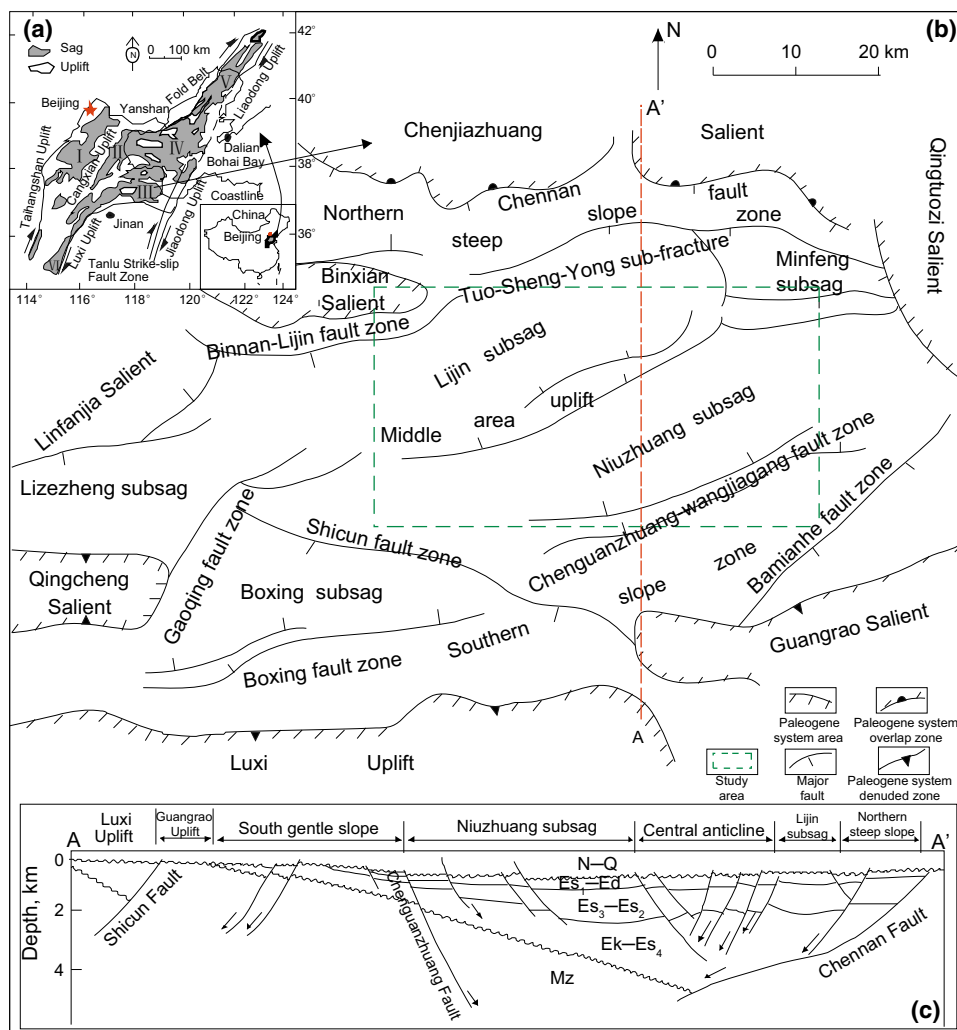 (a)
Sag
Uplift
N
0 100 km
42°
40°
38°
36°
114°
116°
118°
120°
122°
124°
Beijing
Yanshan
Fold Belt
Liaodong Uplift
Taihangshan Uplift
Cangxian Uplift
I
II
III
IV
V
Dalian
Bohai Bay
Coastline
Jinan
Luxi Uplift
Jiaodong Uplift
Tanlu Strike-slip
Fault Zone
China
Beijing
(b)
N
0 10 20 km
A'
Chenjiazhuang Salient
Qingtuozi Salient
Chennan fault
Northern steep slope zone
Binxian
Salient
Tuo-Sheng-Yong sub-fracture
Minfeng
subsag
Binnan-Lijin fault zone
Lijin subsag
Linfanjia Salient
Middle area uplift
Niuzhuang subsag
Lizezheng subsag
Chenguanzhuang-wangjiagang fault zone
Shicun fault zone
Gaoqing fault zone
Bamianhe fault zone
Qingcheng
Salient
Boxing subsag
Southern slope zone
Boxing fault zone
Guangrao Salient
Luxi Uplift
A
Paleogene
system area
Paleogene system
overlap zone
Study
area
Major
fault
Paleogene system
denuded zone
A
Luxi
Uplift
Guangrao
Uplift
South gentle slope
Niuzhuang subsag
Central anticline
Lijin
subsag
Northern
steep slope
A'
Depth, km
0
2
4
Shicun Fault
Chenguanzhuang Fault
Chennan Fault
N–Q
Es₁–Ed
Es₃–Es₂
Ek–Es₄
Mz
(c)